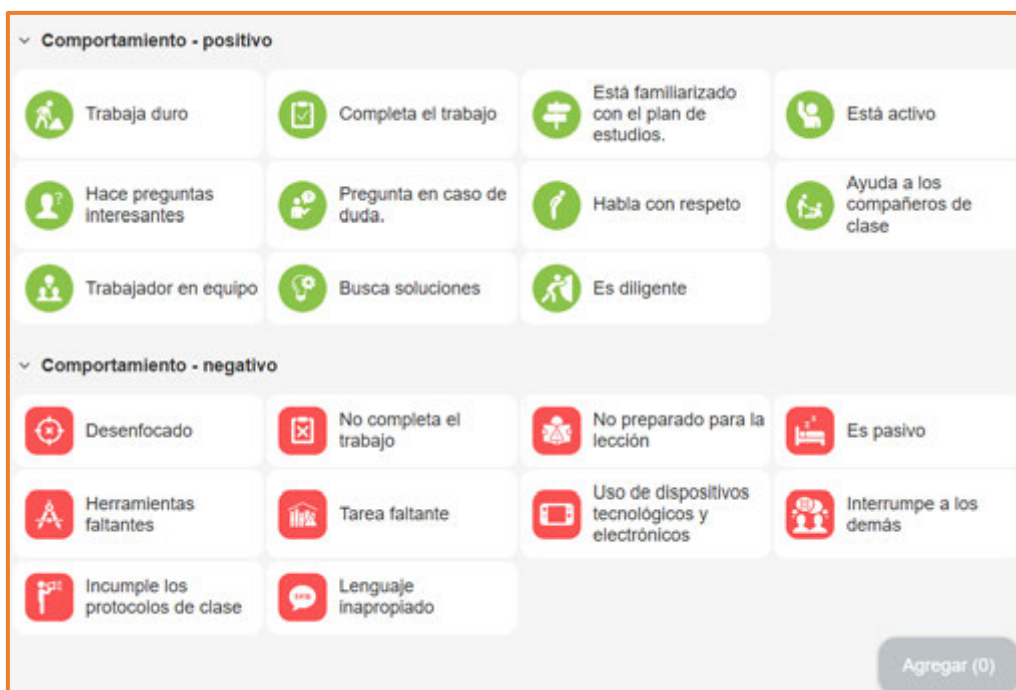 Comportamiento - positivo
Trabaja duro
Completa el trabajo
Está familiarizado
con el plan de
estudios.
Está activo
Hace preguntas
interesantes
Pregunta en caso de
duda.
Habla con respeto
Ayuda a los
compañeros de
clase
Trabajador en equipo
Busca soluciones
Es diligente
Comportamiento - negativo
Desenfocado
No completa el
trabajo
No preparado para la
lección
Es pasivo
Herramientas
faltantes
Tarea faltante
Uso de dispositivos
tecnológicos y
electrónicos
Interrumpe a los
demás
Incumple los
protocolos de clase
Lenguaje
inapropiado
Agregar (0)